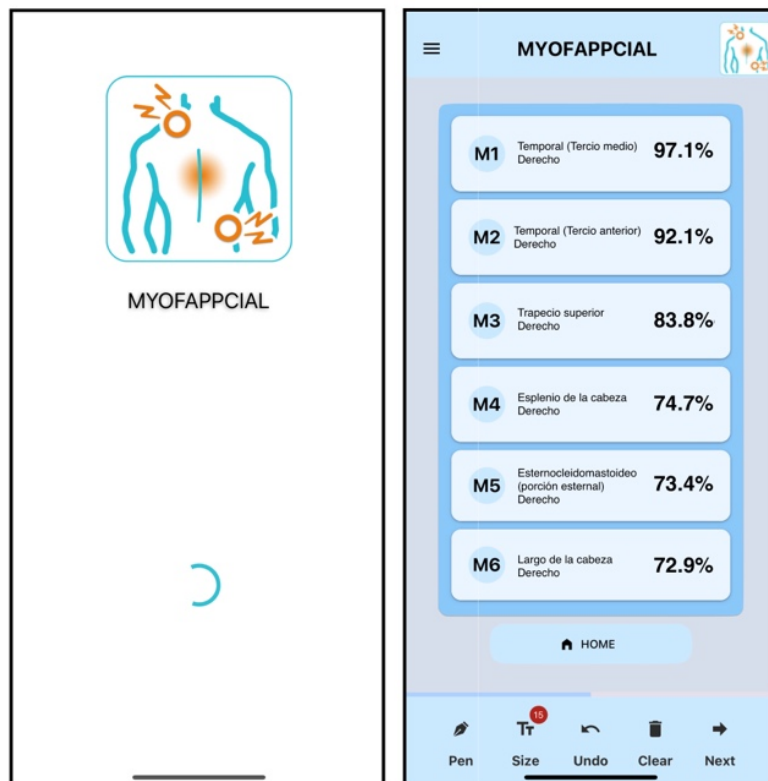 MYOFAPPCIAL
MYOFAPPCIAL
M1
Temporal (Tercio medio)
Derecho
97.1%
M2
Temporal (Tercio anterior)
Derecho
92.1%
M3
Trapecio superior
Derecho
83.8%
M4
Esplenio de la cabeza
Derecho
74.7%
M5
Esternocleidomastoideo
(porción esternal)
Derecho
73.4%
M6
Largo de la cabeza
Derecho
72.9%
HOME
15
Pen
Size
Undo
Clear
Next